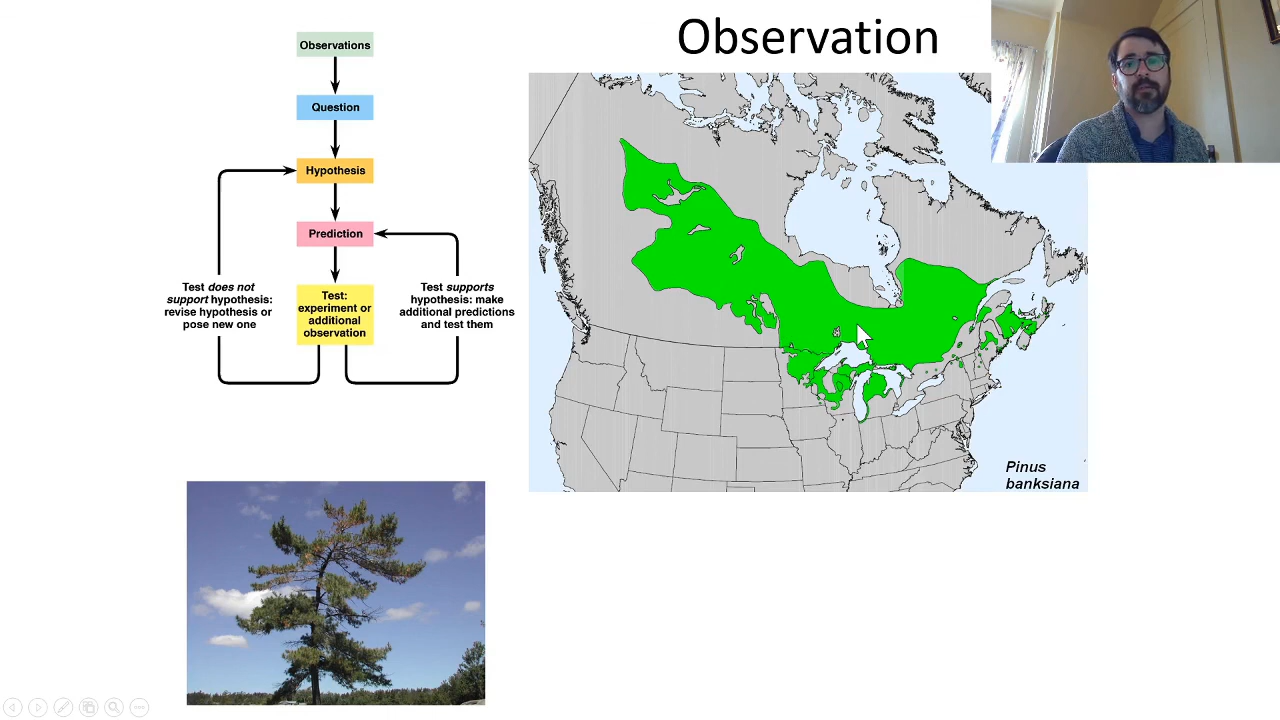 Observation
Observations
Question
Hypothesis
Prediction
Test:
experiment or
additional
observation
Test does not
support hypothesis:
revise hypothesis or
pose new one
Test supports
hypothesis: make
additional predictions
and test them
Pinus
banksiana